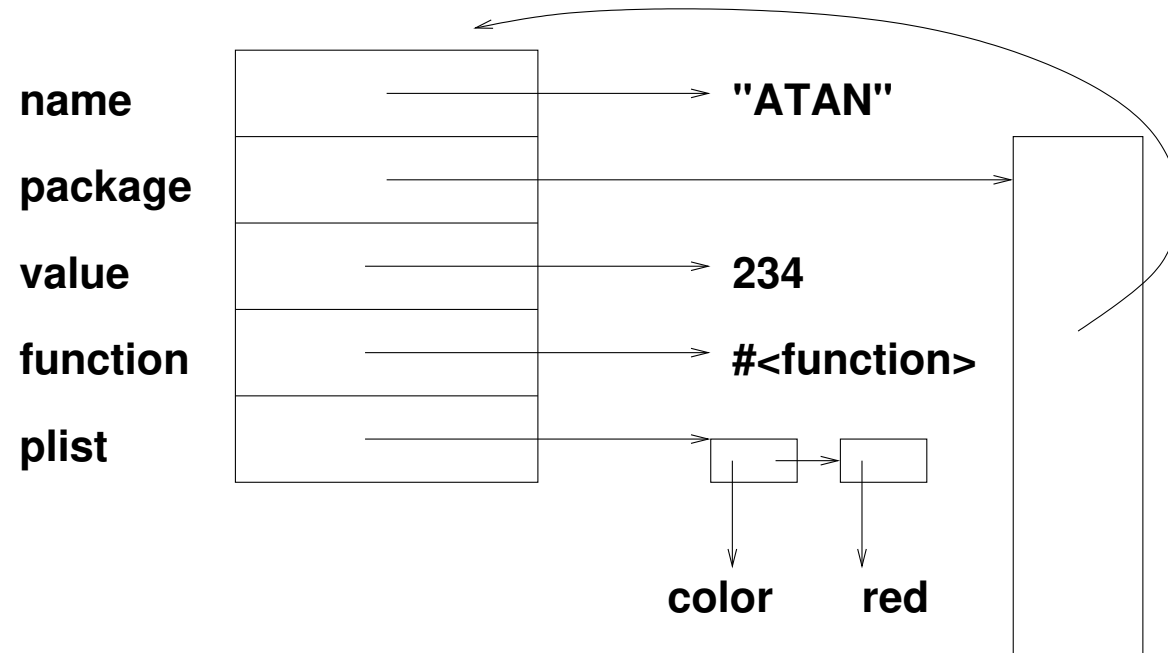 name "ATAN"
package
value 234
function #<function>
plist
color red